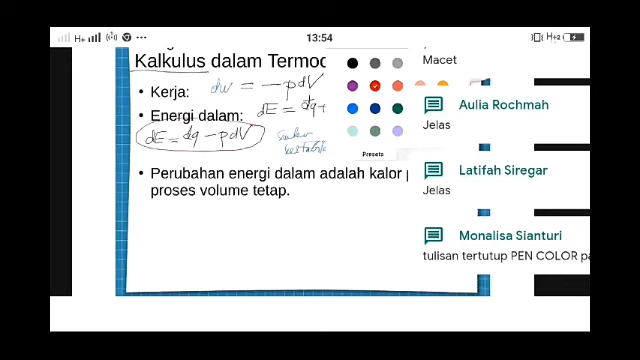 H+
13:54
H+2
Kalkulus dalam Termod
• Kerja: dw = -pdV
• Energi dalam: dE = dq +
dE = dq - pdV
• Perubahan energi dalam adalah kalor p
proses volume tetap.
Presets
Macet
Aulia Rochmah
Jelas
Latifah Siregar
Jelas
Monalisa Sianturi
tulisan tertutup PEN COLOR pa